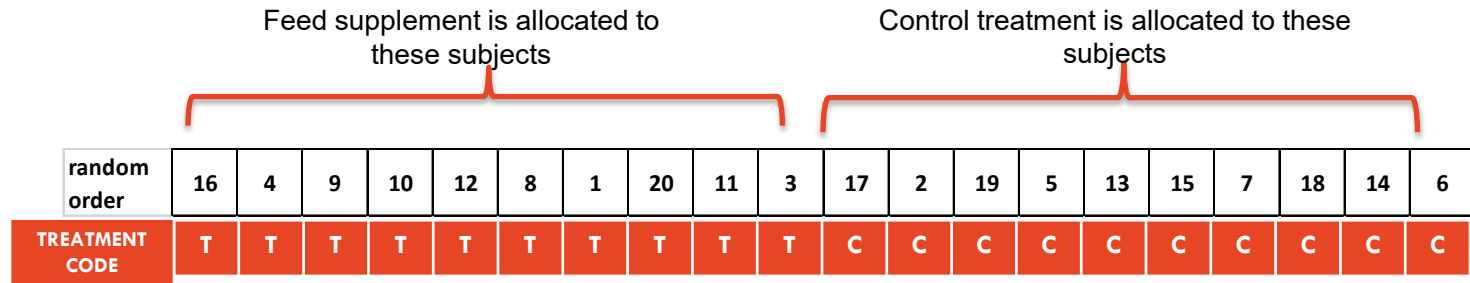 Feed supplement is allocated to
these subjects
Control treatment is allocated to these
subjects
random
order
16 4 9 10 12 8 1 20 11 3 17 2 19 5 13 15 7 18 14 6
TREATMENT
CODE
T T T T T T T T T T C C C C C C C C C C